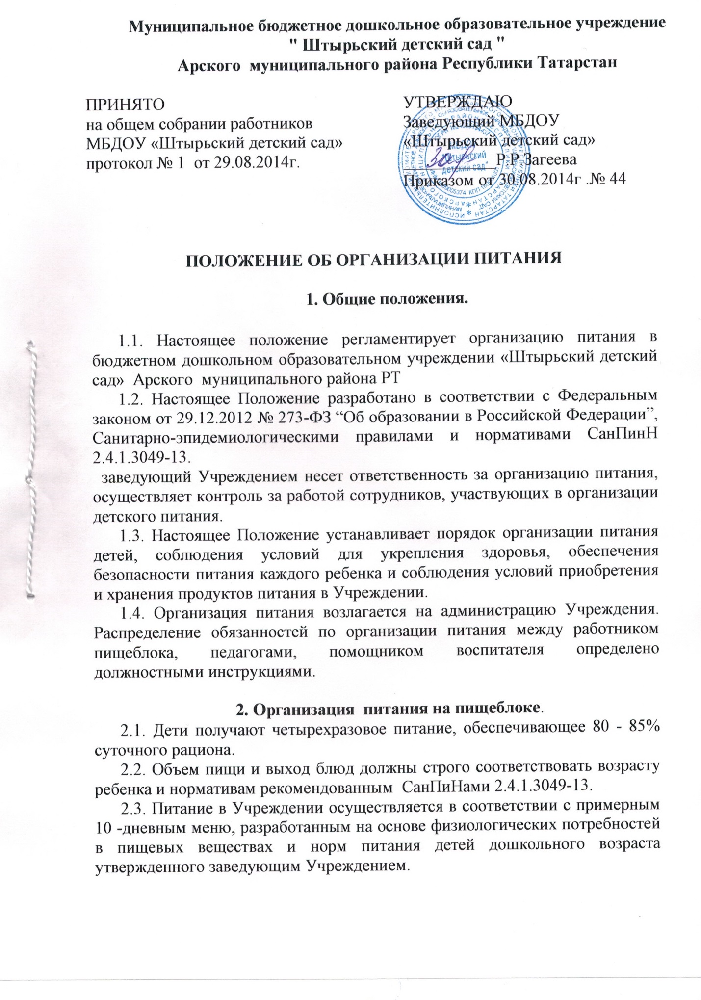 Муниципальное бюджетное дошкольное образовательное учреждение
" Штырьский детский сад "
Арского муниципального района Республики Татарстан
ПРИНЯТО
на общем собрании работников
МБДОУ «Штырьский детский сад»
протокол № 1 от 29.08.2014г.
УТВЕРЖДАЮ
Заведующий МБДОУ
«Штырьский детский сад»
___________Р.Р.Загеева
Приказом от 30.08.2014г .№ 44
МБДОУ
"Штырьский
детский сад"
ПОЛОЖЕНИЕ ОБ ОРГАНИЗАЦИИ ПИТАНИЯ
1. Общие положения.
1.1. Настоящее положение регламентирует организацию питания в
бюджетном дошкольном образовательном учреждении «Штырьский детский
сад» Арского муниципального района РТ
1.2. Настоящее Положение разработано в соответствии с Федеральным
законом от 29.12.2012 № 273-ФЗ “Об образовании в Российской Федерации”,
Санитарно-эпидемиологическими правилами и нормативами СанПинН
2.4.1.3049-13.
заведующий Учреждением несет ответственность за организацию питания,
осуществляет контроль за работой сотрудников, участвующих в организации
детского питания.
1.3. Настоящее Положение устанавливает порядок организации питания
детей, соблюдения условий для укрепления здоровья, обеспечения
безопасности питания каждого ребенка и соблюдения условий приобретения
и хранения продуктов питания в Учреждении.
1.4. Организация питания возлагается на администрацию Учреждения.
Распределение обязанностей по организации питания между работником
пищеблока, педагогами, помощником воспитателя определено
должностными инструкциями.
2. Организация питания на пищеблоке.
2.1. Дети получают четырехразовое питание, обеспечивающее 80 - 85%
суточного рациона.
2.2. Объем пищи и выход блюд должны строго соответствовать возрасту
ребенка и нормативам рекомендованным СанПиНами 2.4.1.3049-13.
2.3. Питание в Учреждении осуществляется в соответствии с примерным
10 -дневным меню, разработанным на основе физиологических потребностей
в пищевых веществах и норм питания детей дошкольного возраста
утвержденного заведующим Учреждением.